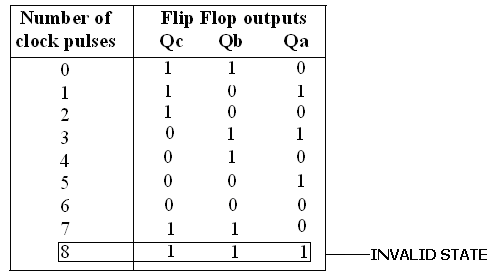 Number of Flip Flop outputs
clock pulses Qc Qb Qa
0 1 1 0
1 1 0 1
2 1 0 0
3 0 1 1
4 0 1 0
5 0 0 1
6 0 0 0
7 1 1 0
8 1 1 1 INVALID STATE